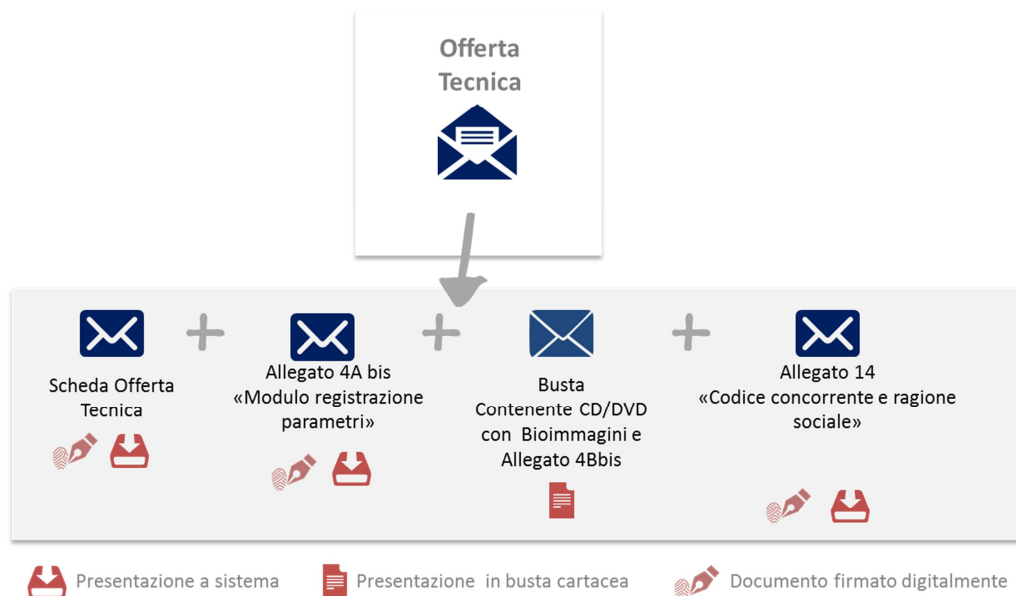 Offerta
Tecnica
Scheda Offerta
Tecnica
Allegato 4A bis
«Modulo registrazione
parametri»
Busta
Contenente CD/DVD
con Bioimmagini e
Allegato 4Bbis
Allegato 14
«Codice concorrente e ragione
sociale»
Presentazione a sistema
Presentazione in busta cartacea
Documento firmato digitalmente